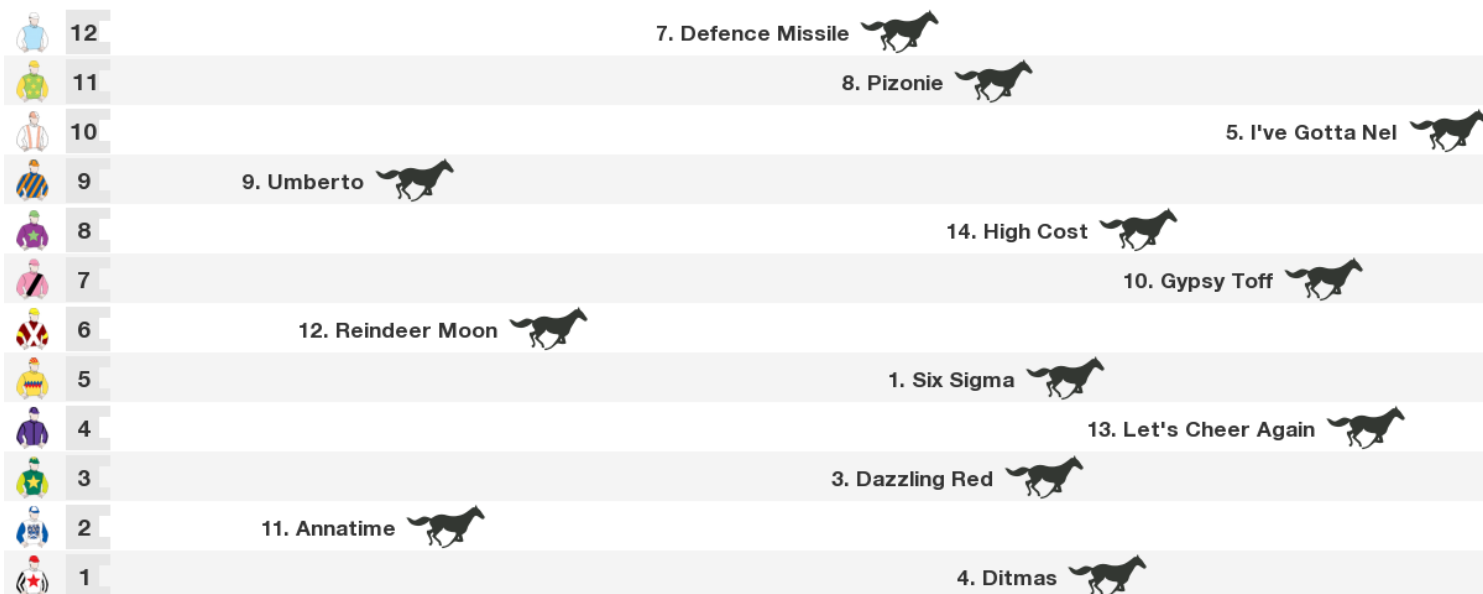 12 7. Defence Missile
11 8. Pizonie
10 5. I've Gotta Nel
9 9. Umberto
8 14. High Cost
7 10. Gypsy Toff
6 12. Reindeer Moon
5 1. Six Sigma
4 13. Let's Cheer Again
3 3. Dazzling Red
2 11. Annatime
1 4. Ditmas